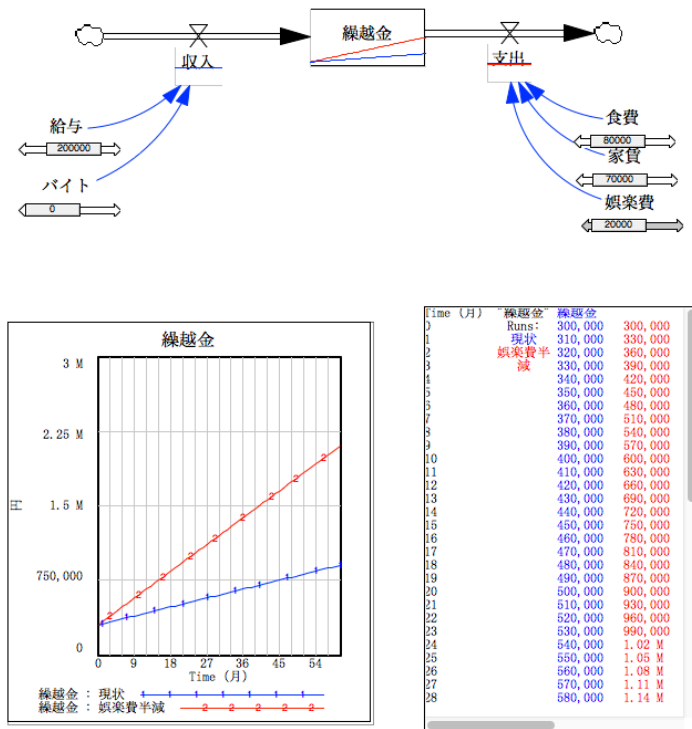 繰越金
収入
支出
給与
200000
バイト
0
食費
80000
家賃
70000
娯楽費
20000
繰越金
3 M
2.25 M
1.5 M
750,000
0
円
0 9 18 27 36 45 54
Time (月)
繰越金 : 現状 1 1 1 1 1 1
繰越金 : 娯楽費半減 2 2 2 2 2
Time (月) "繰越金" 繰越金
0 Runs: 300,000 300,000
1 現状 310,000 330,000
2 娯楽費半 320,000 360,000
3 減 330,000 390,000
4 340,000 420,000
5 350,000 450,000
6 360,000 480,000
7 370,000 510,000
8 380,000 540,000
9 390,000 570,000
10 400,000 600,000
11 410,000 630,000
12 420,000 660,000
13 430,000 690,000
14 440,000 720,000
15 450,000 750,000
16 460,000 780,000
17 470,000 810,000
18 480,000 840,000
19 490,000 870,000
20 500,000 900,000
21 510,000 930,000
22 520,000 960,000
23 530,000 990,000
24 540,000 1.02 M
25 550,000 1.05 M
26 560,000 1.08 M
27 570,000 1.11 M
28 580,000 1.14 M